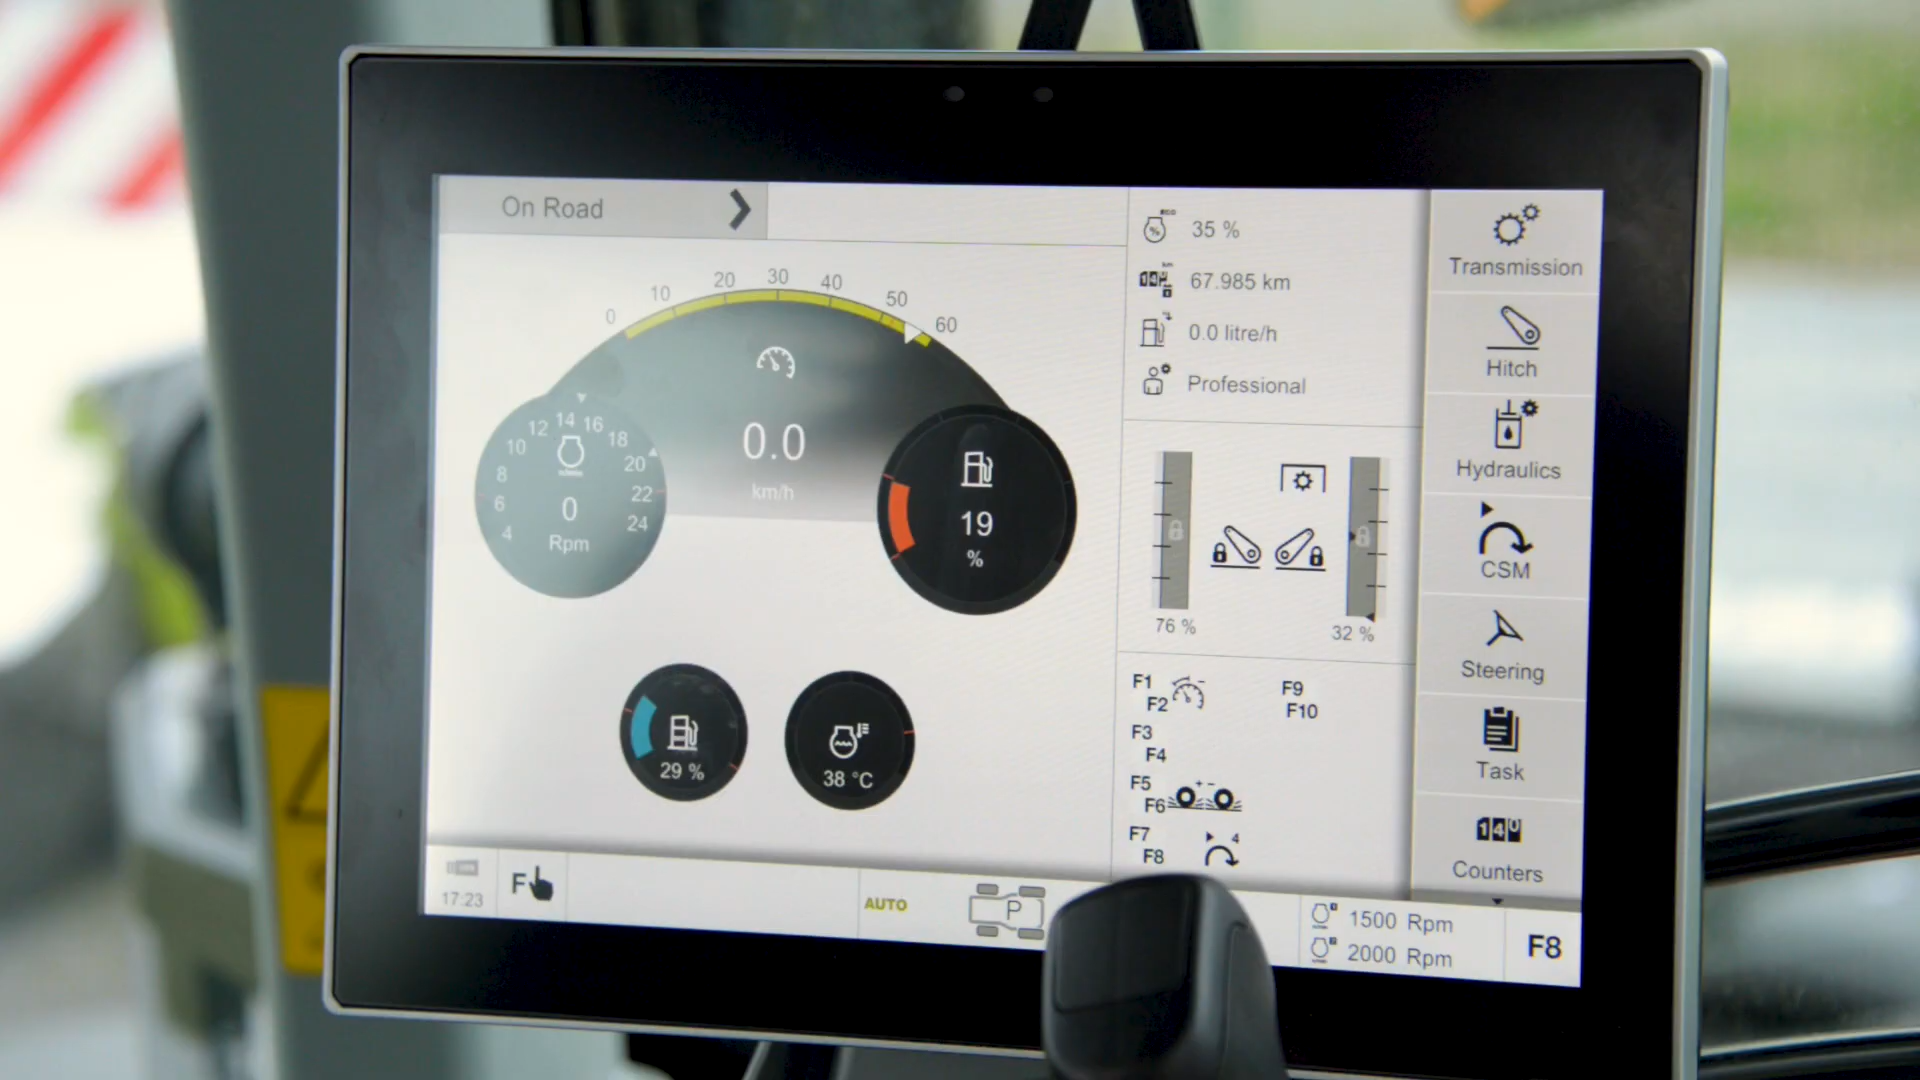 On Road
0 10 20 30 40 50 60
0.0
km/h
4 6 8 10 12 14 16 18 20 22 24
0
Rpm
19
%
29 %
38 °C
35 %
67.985 km
0.0 litre/h
Professional
76 %
32 %
F1
F2
F3
F4
F5
F6
F7
F8
4
F9
F10
Transmission
Hitch
Hydraulics
CSM
Steering
Task
Counters
17:23
F
AUTO
P
1500 Rpm
2000 Rpm
F8